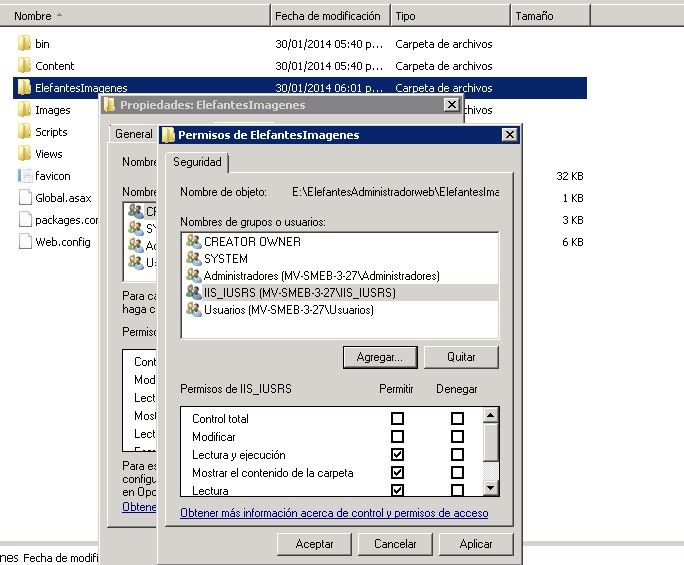 Nombre Fecha de modificación Tipo Tamaño
bin 30/01/2014 05:40 p... Carpeta de archivos
Content 30/01/2014 05:40 p... Carpeta de archivos
ElefantesImagenes 30/01/2014 06:01 p... Carpeta de archivos
Images
Scripts
Views
favicon 32 KB
Global.asax 1 KB
packages.cor 3 KB
Web.config 6 KB
Propiedades: ElefantesImagenes
General
Nombre
Nombre
CR
SY
Ad
Us
Para ca
haga c
Permiso
Cont
Mod
Lect
Most
Lect
Para es
configu
en Opc
Obtene
Permisos de ElefantesImagenes
Seguridad
Nombre de objeto: E:\ElefantesAdministradorweb\ElefantesIma
Nombres de grupos o usuarios:
CREATOR OWNER
SYSTEM
Administradores (MV-SMEB-3-27\Administradores)
IIS_IUSRS (MV-SMEB-3-27\IIS_IUSRS)
Usuarios (MV-SMEB-3-27\Usuarios)
Agregar... Quitar
Permisos de IIS_IUSRS Permitir Denegar
Control total
Modificar
Lectura y ejecución
Mostrar el contenido de la carpeta
Lectura
Obtener más información acerca de control y permisos de acceso
Aceptar Cancelar Aplicar
nes Fecha de modifi